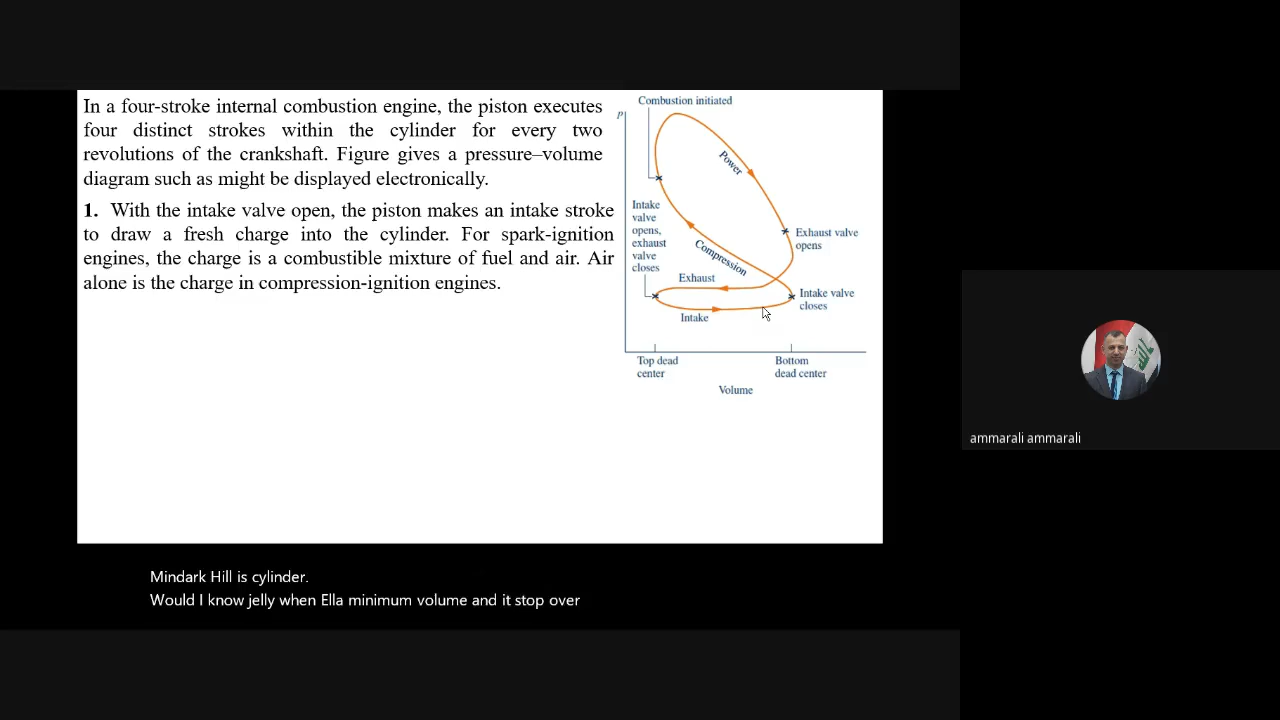 In a four-stroke internal combustion engine, the piston executes
four distinct strokes within the cylinder for every two
revolutions of the crankshaft. Figure gives a pressure–volume
diagram such as might be displayed electronically.
1. With the intake valve open, the piston makes an intake stroke
to draw a fresh charge into the cylinder. For spark-ignition
engines, the charge is a combustible mixture of fuel and air. Air
alone is the charge in compression-ignition engines.
Combustion initiated
p
Power
Intake
valve
opens,
exhaust
valve
closes
Exhaust valve
opens
Compression
Exhaust
Intake valve
closes
Intake
Top dead
center
Bottom
dead center
Volume
ammarali ammarali
Mindark Hill is cylinder.
Would I know jelly when Ella minimum volume and it stop over